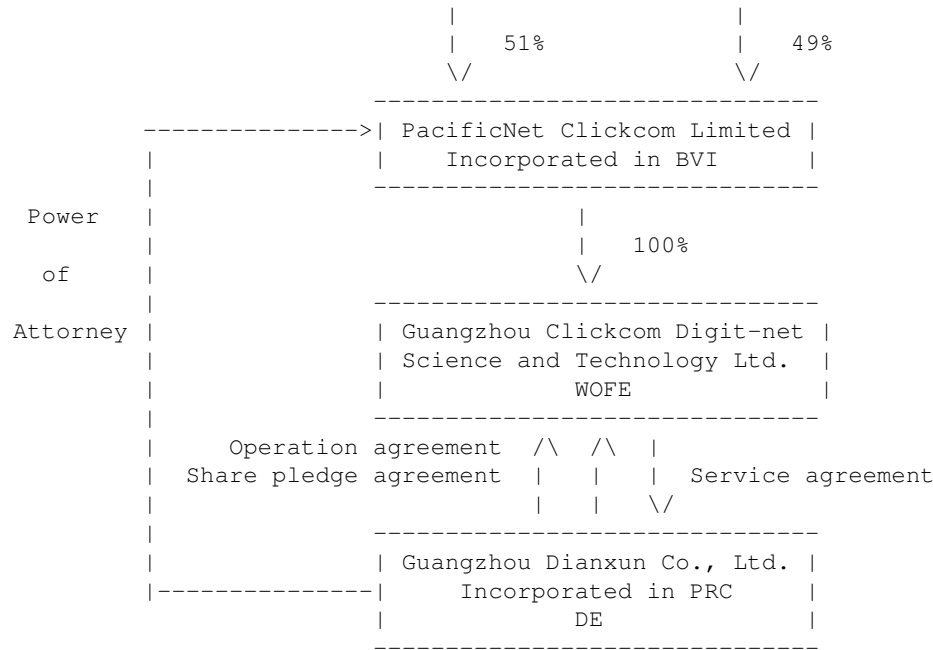 51% 49%
PacificNet Clickcom Limited
Incorporated in BVI
Power
100%
of
Attorney
Guangzhou Clickcom Digit-net
Science and Technology Ltd.
WOFE
Operation agreement
Share pledge agreement Service agreement
Guangzhou Dianxun Co., Ltd.
Incorporated in PRC
DE